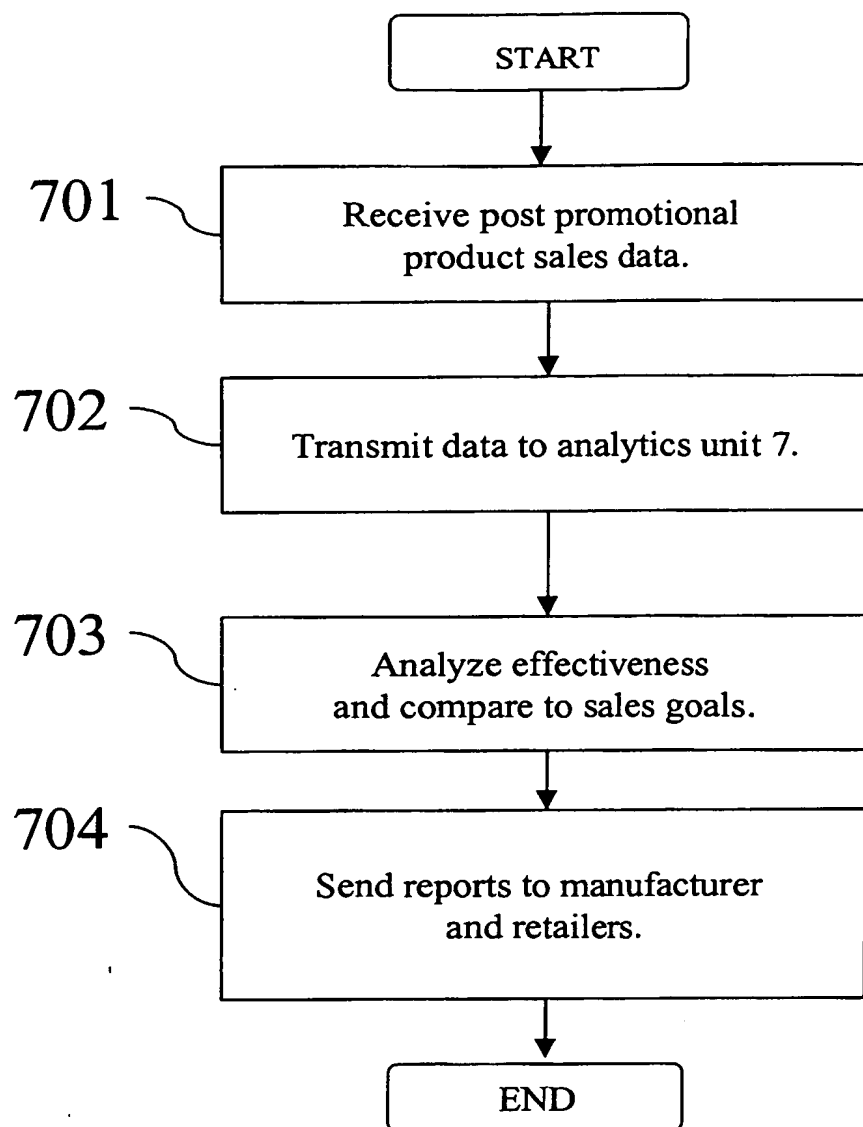 START
701
Receive post promotional
product sales data.
702
Transmit data to analytics unit 7.
703
Analyze effectiveness
and compare to sales goals.
704
Send reports to manufacturer
and retailers.
END